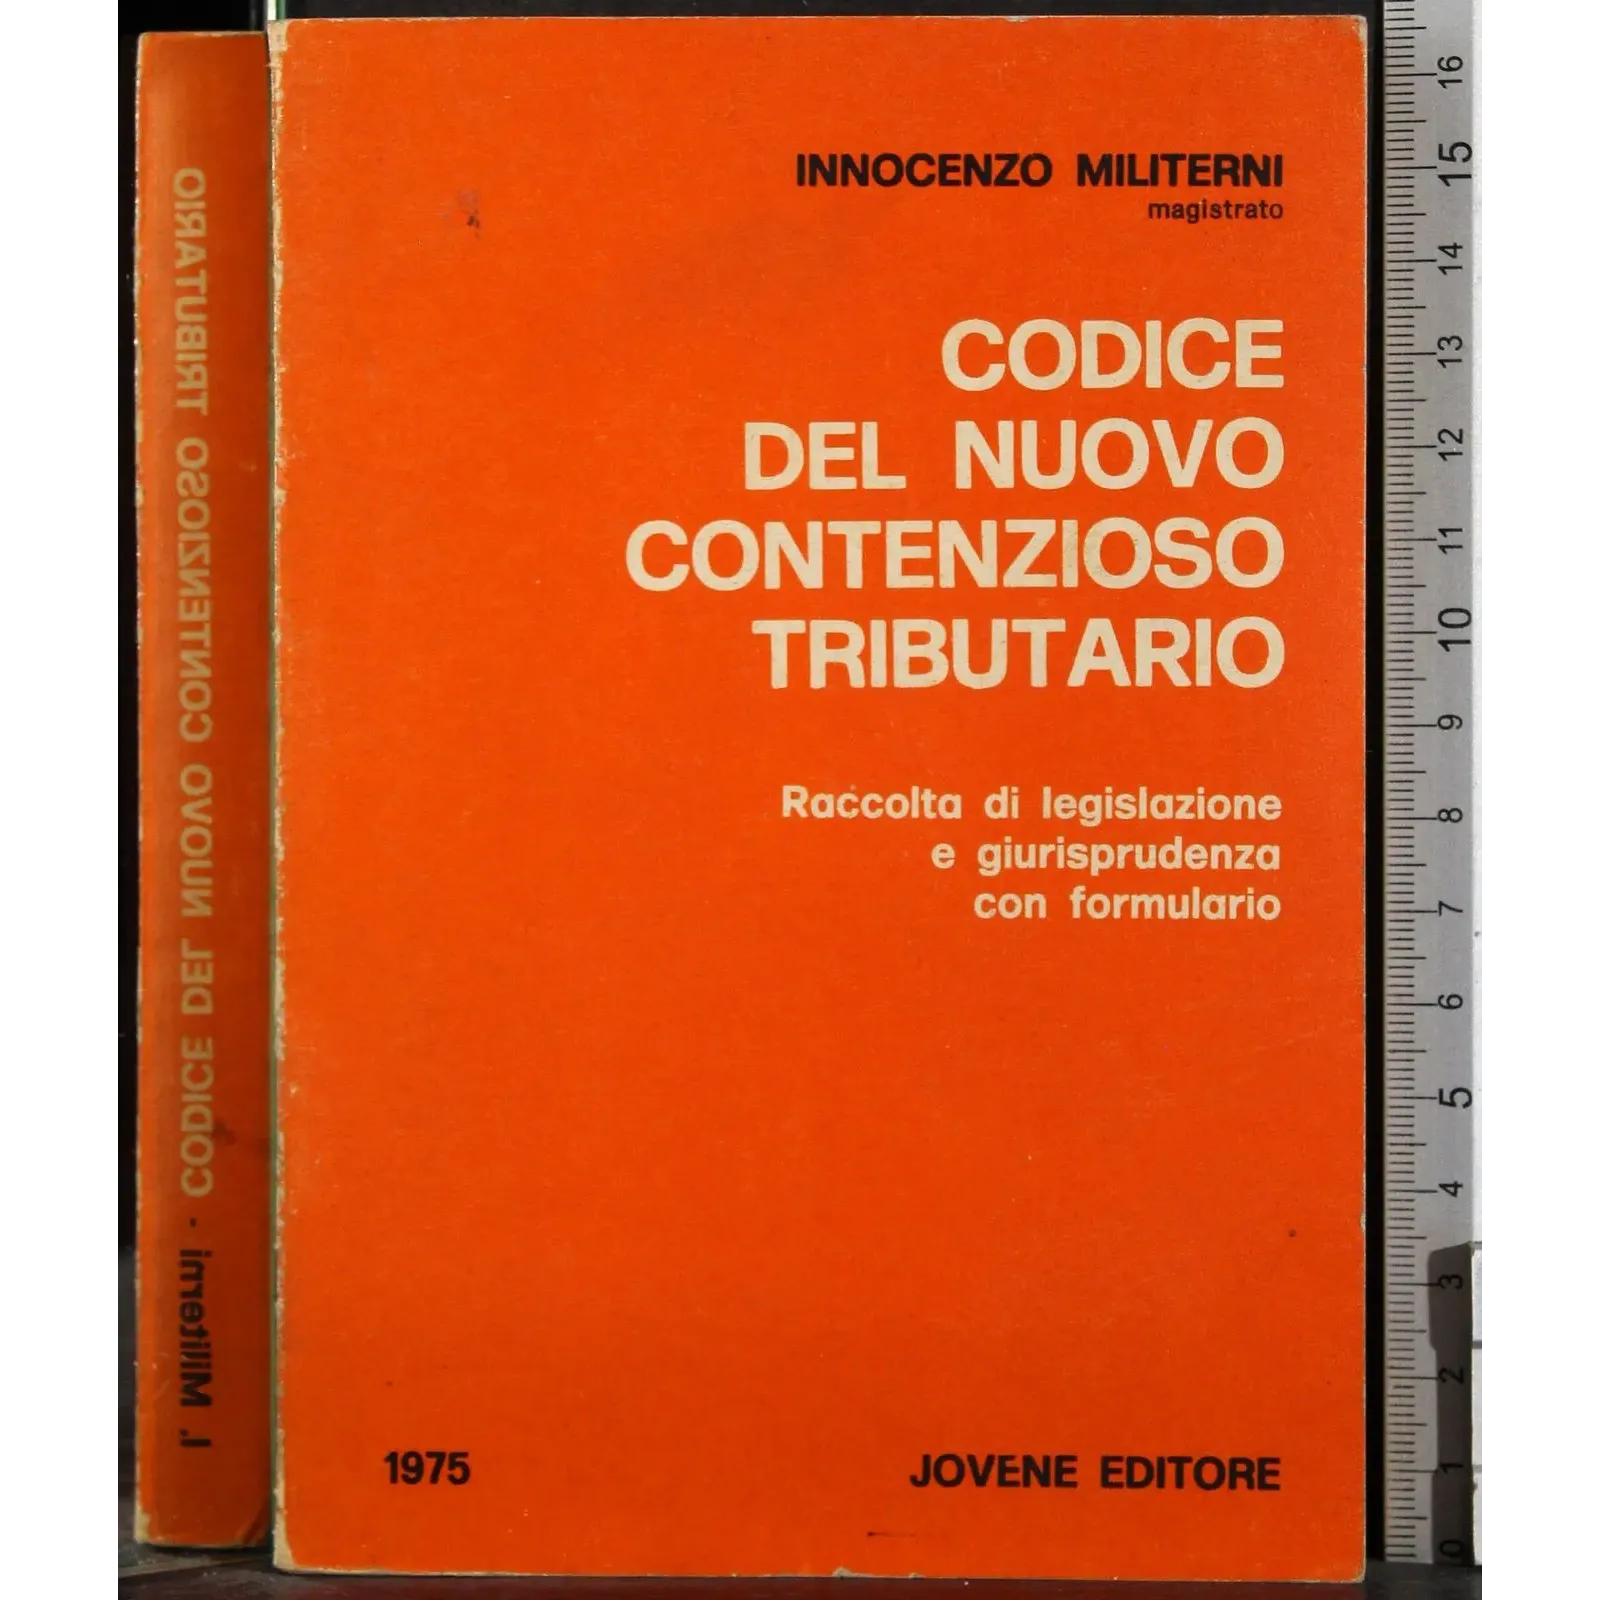 INNOCENZO MILITERNI
magistrato
CODICE
DEL NUOVO
CONTENZIOSO
TRIBUTARIO
Raccolta di legislazione
e giurisprudenza
con formulario
1975
JOVENE EDITORE
J. Militerni · CODICE DEL NUOVO CONTENZIOSO TRIBUTARIO
16
15
14
13
12
11
10
9
8
7
6
5
4
3
2
1
0